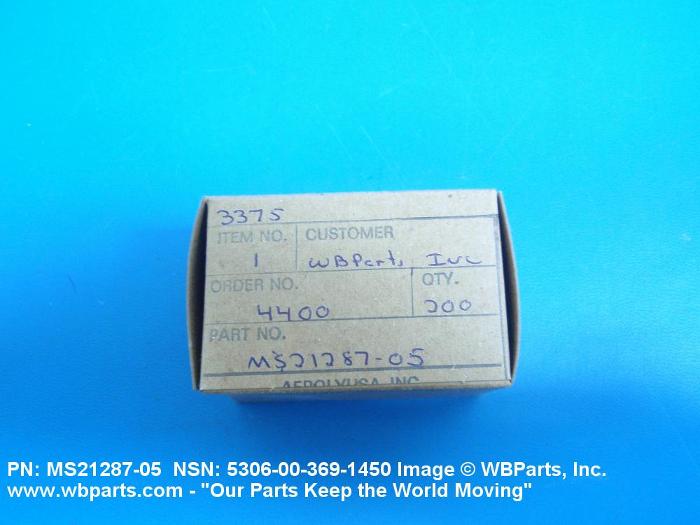 3375
ITEM NO. CUSTOMER
1 WBParts, Inc
ORDER NO. QTY.
4400 200
PART NO.
MS21287-05
INC
PN: MS21287-05 NSN: 5306-00-369-1450 Image © WBParts, Inc.
www.wbparts.com - "Our Parts Keep the World Moving"